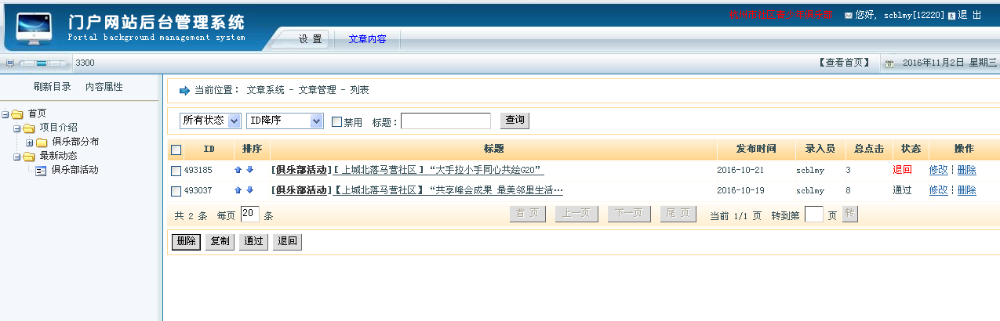 门户网站后台管理系统
Portal background management system
您好, scblmy[12220] 退 出
设 置 文章内容
3300 【查看首页】 2016年11月2日 星期三
刷新目录 内容属性
首页
项目介绍
俱乐部分布
最新动态
俱乐部活动
当前位置： 文章系统 - 文章管理 - 列表
所有状态 ID降序 禁用 标题： 查询
ID 排序 标题 发布时间 录入员 总点击 状态 操作
493185 [俱乐部活动]【 上城北落马营社区 】“大手拉小手同心共绘G20” 2016-10-21 scblmy 3 退回 修改┆删除
493037 [俱乐部活动]【上城北落马营社区】“共享峰会成果 最美邻里生活… 2016-10-19 scblmy 8 通过 修改┆删除
共 2 条 每页 20 条 首 页 上一页 下一页 尾 页 当前 1/1 页 转到第 页 转
删除 复制 通过 退回